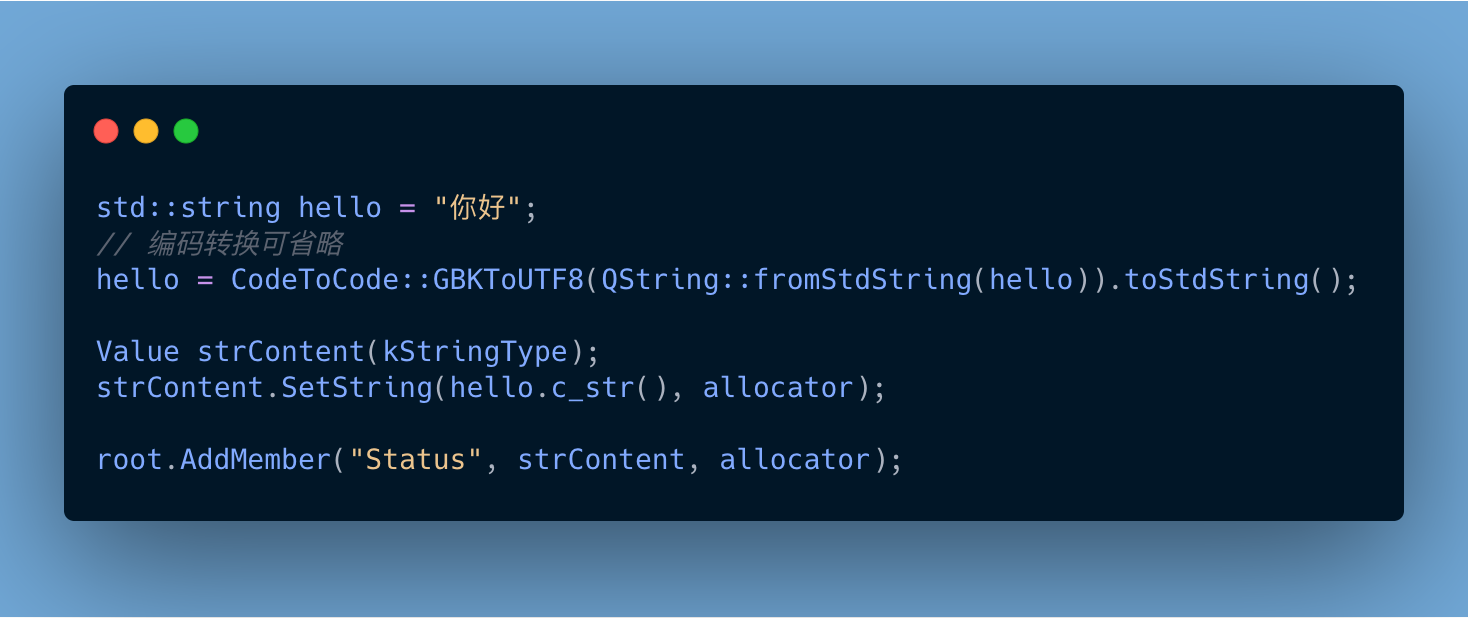 std::string hello = "你好";
// 编码转换可省略
hello = CodeToCode::GBKToUTF8(QString::fromStdString(hello)).toStdString();
Value strContent(kStringType);
strContent.SetString(hello.c_str(), allocator);
root.AddMember("Status", strContent, allocator);